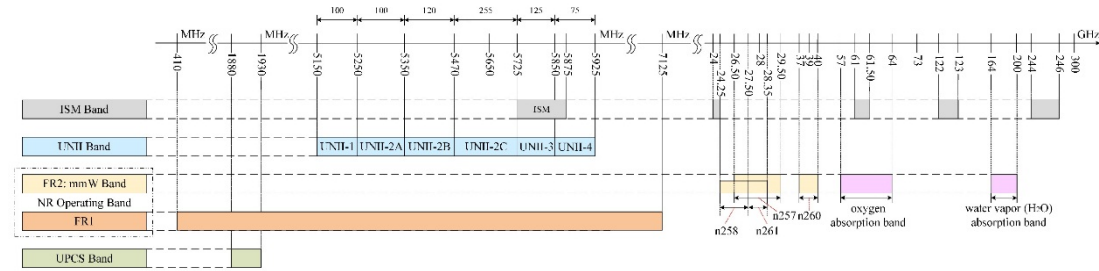 100 100 120 255 125 75
MHz MHz MHz MHz GHz
410 1880 1930 5150 5250 5350 5470 5650 5725 5850 5875 5925 7125 24 24.25 26.50 27.50 28 28.35 29.50 37 39 40 57 61 61.50 64 73 122 123 164 200 244 246 300
ISM Band ISM
UNII Band UNII-1 UNII-2A UNII-2B UNII-2C UNII-3 UNII-4
FR2: mmW Band
NR Operating Band
n257 n260 oxygen water vapor (H2O)
FR1 absorption band absorption band
n258 n261
UPCS Band